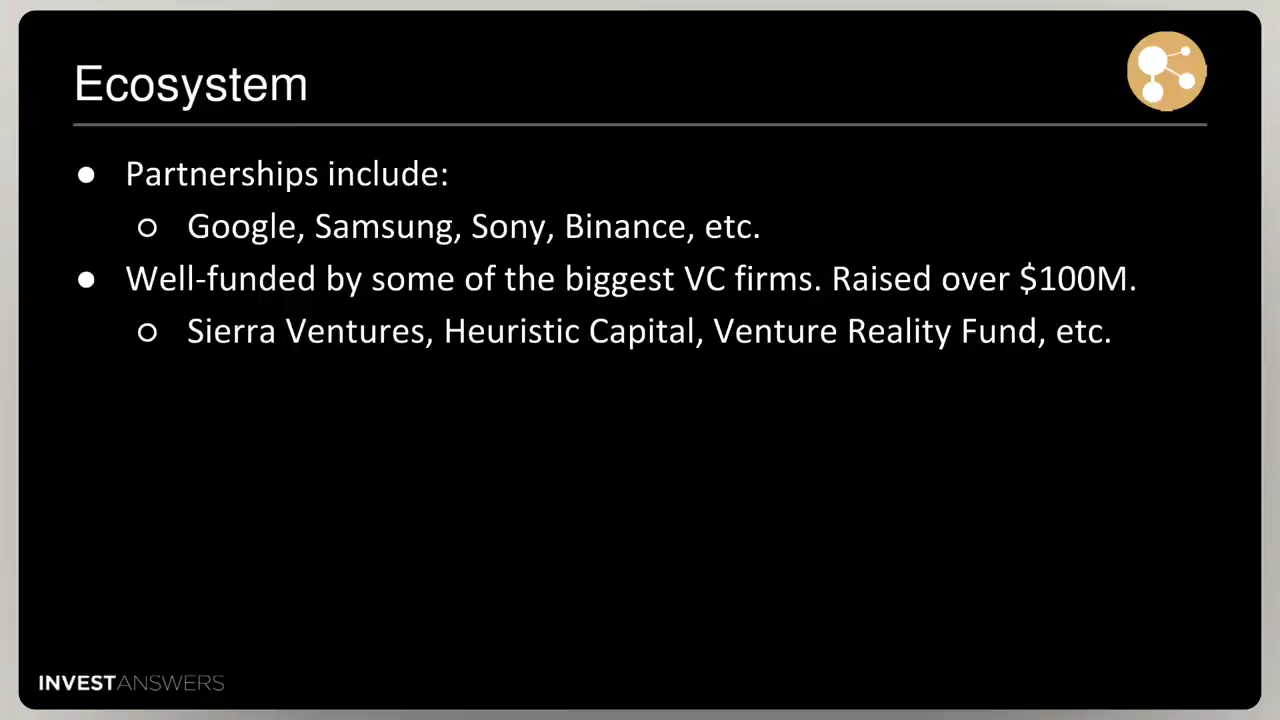 Ecosystem
● Partnerships include:
○ Google, Samsung, Sony, Binance, etc.
● Well-funded by some of the biggest VC firms. Raised over $100M.
○ Sierra Ventures, Heuristic Capital, Venture Reality Fund, etc.
INVESTANSWERS